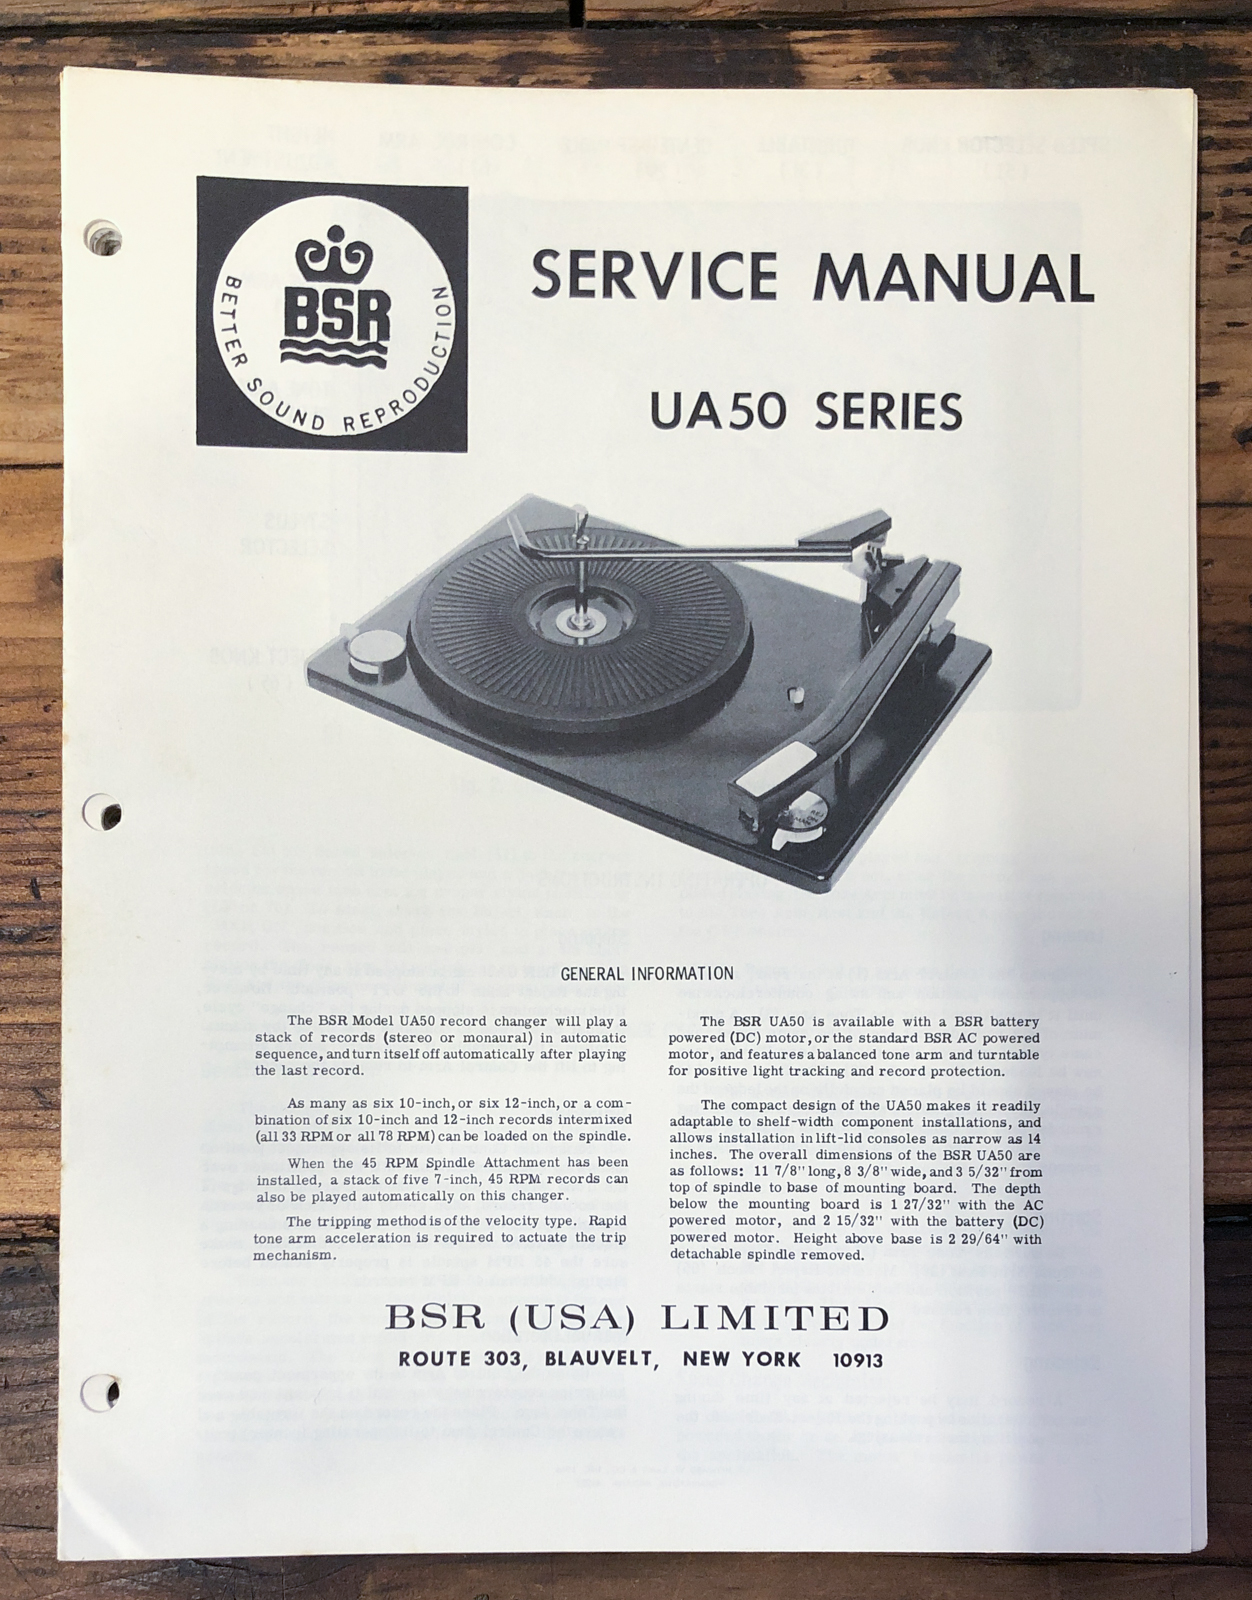 BSR
BETTER SOUND REPRODUCTION
SERVICE MANUAL
UA50 SERIES
GENERAL INFORMATION
The BSR Model UA50 record changer will play a
stack of records (stereo or monaural) in automatic
sequence, and turn itself off automatically after playing
the last record.
As many as six 10-inch, or six 12-inch, or a com-
bination of six 10-inch and 12-inch records intermixed
(all 33 RPM or all 78 RPM) can be loaded on the spindle.
When the 45 RPM Spindle Attachment has been
installed, a stack of five 7-inch, 45 RPM records can
also be played automatically on this changer.
The tripping method is of the velocity type. Rapid
tone arm acceleration is required to actuate the trip
mechanism.
The BSR UA50 is available with a BSR battery
powered (DC) motor, or the standard BSR AC powered
motor, and features a balanced tone arm and turntable
for positive light tracking and record protection.
The compact design of the UA50 makes it readily
adaptable to shelf-width component installations, and
allows installation in lift-lid consoles as narrow as 14
inches. The overall dimensions of the BSR UA50 are
as follows: 11 7/8" long, 8 3/8" wide, and 3 5/32" from
top of spindle to base of mounting board. The depth
below the mounting board is 1 27/32" with the AC
powered motor, and 2 15/32" with the battery (DC)
powered motor. Height above base is 2 29/64" with
detachable spindle removed.
BSR (USA) LIMITED
ROUTE 303, BLAUVELT, NEW YORK 10913